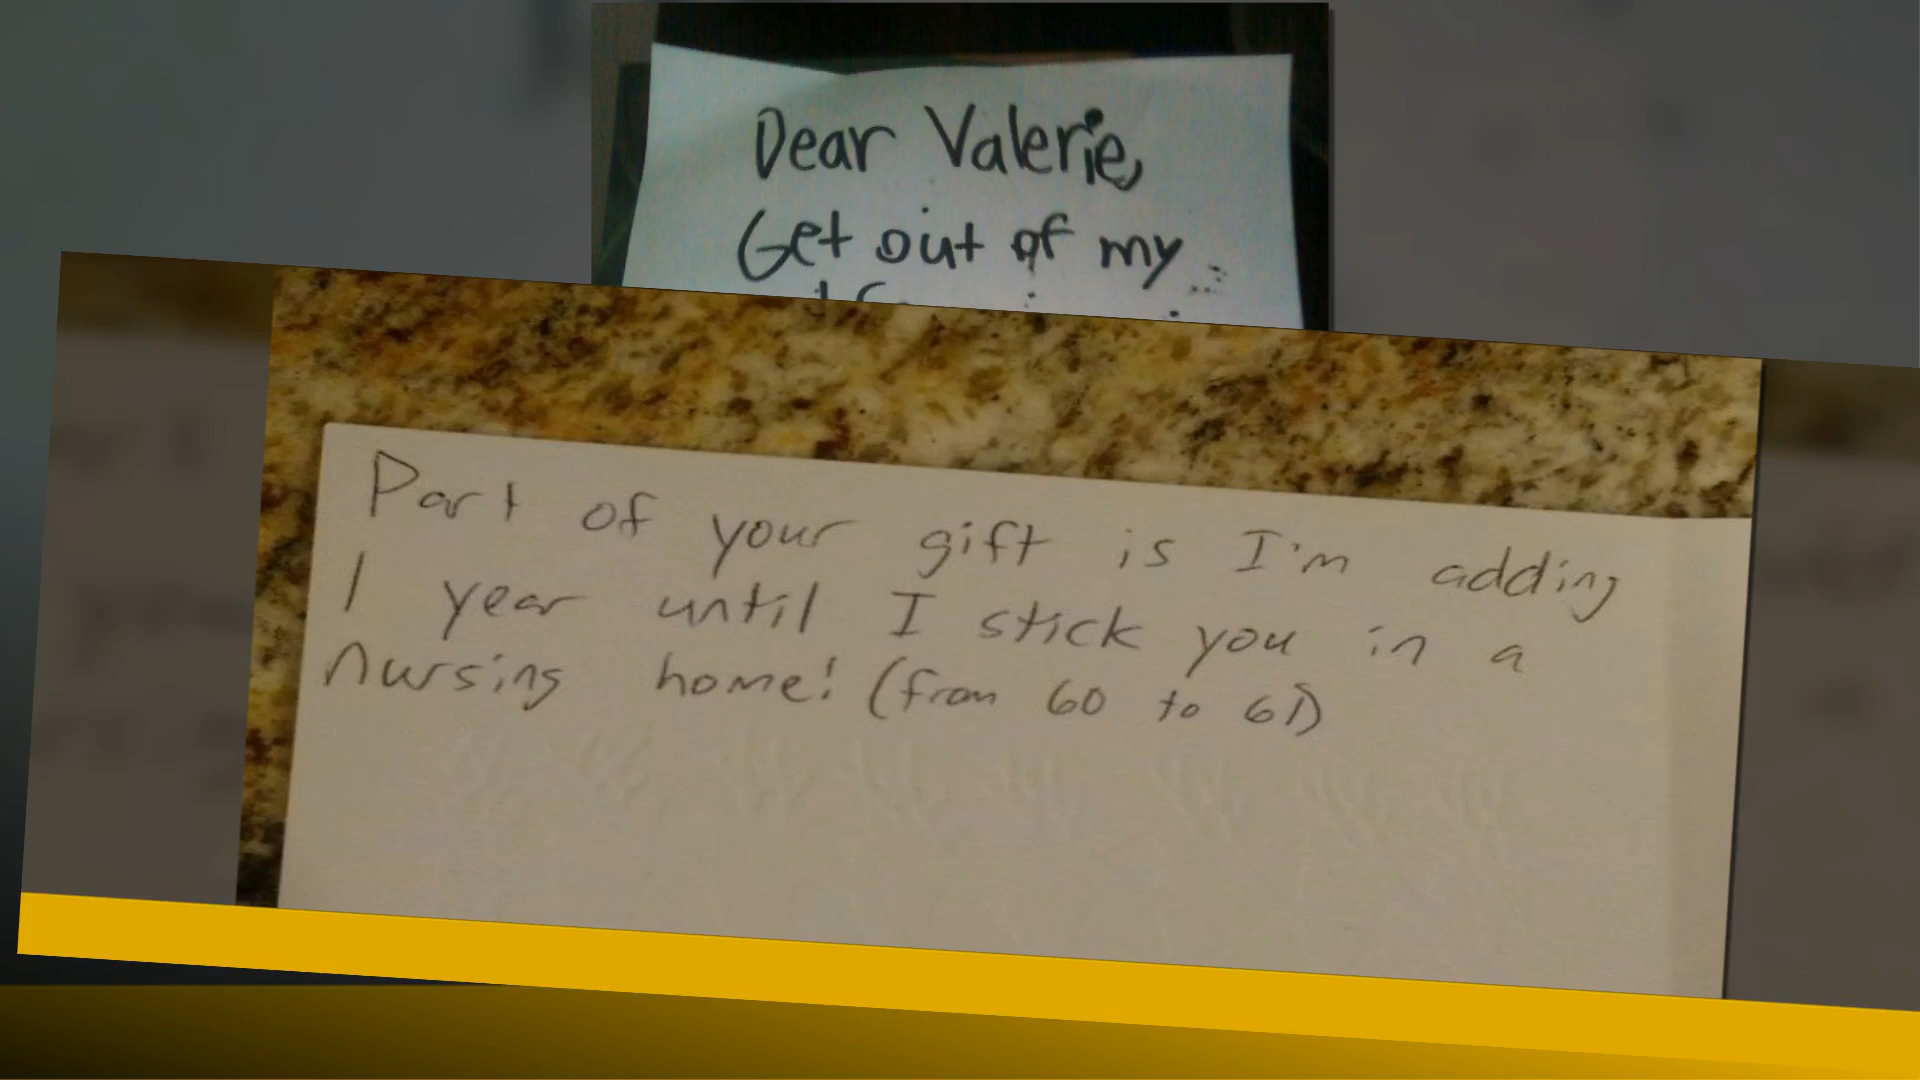 Dear Valerie,
Get out of my
Part of your gift is I'm adding
1 year until I stick you in a
nursing home! (from 60 to 61)